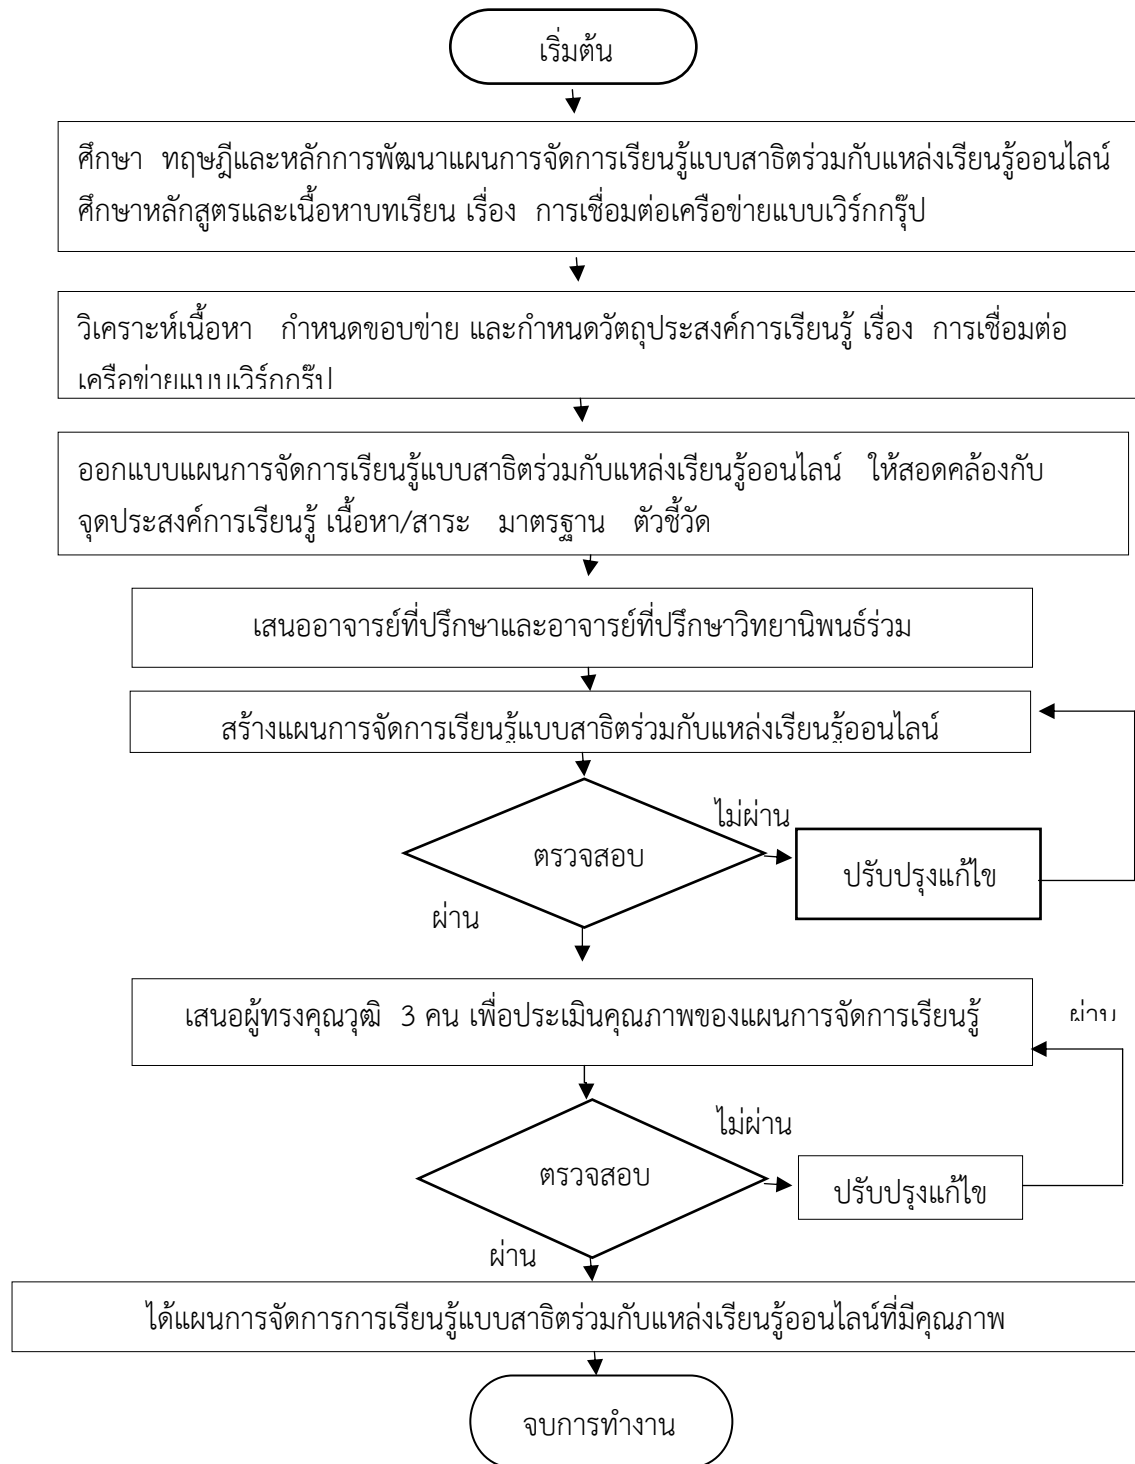 เริ่มต้น
ศึกษา ทฤษฎีและหลักการพัฒนาแผนการจัดการเรียนรู้แบบสาธิตร่วมกับแหล่งเรียนรู้ออนไลน์
ศึกษาหลักสูตรและเนื้อหาบทเรียน เรื่อง การเชื่อมต่อเครือข่ายแบบเวิร์กกรุ๊ป
วิเคราะห์เนื้อหา กำหนดขอบข่าย และกำหนดวัตถุประสงค์การเรียนรู้ เรื่อง การเชื่อมต่อ
เครือข่ายแบบเวิร์กกรุ๊ป
ออกแบบแผนการจัดการเรียนรู้แบบสาธิตร่วมกับแหล่งเรียนรู้ออนไลน์ ให้สอดคล้องกับ
จุดประสงค์การเรียนรู้ เนื้อหา/สาระ มาตรฐาน ตัวชี้วัด
เสนออาจารย์ที่ปรึกษาและอาจารย์ที่ปรึกษาวิทยานิพนธ์ร่วม
สร้างแผนการจัดการเรียนรู้แบบสาธิตร่วมกับแหล่งเรียนรู้ออนไลน์
ไม่ผ่าน
ตรวจสอบ
ปรับปรุงแก้ไข
ผ่าน
เสนอผู้ทรงคุณวุฒิ 3 คน เพื่อประเมินคุณภาพของแผนการจัดการเรียนรู้
ผ่าน
ไม่ผ่าน
ตรวจสอบ
ปรับปรุงแก้ไข
ผ่าน
ได้แผนการจัดการการเรียนรู้แบบสาธิตร่วมกับแหล่งเรียนรู้ออนไลน์ที่มีคุณภาพ
จบการทำงาน